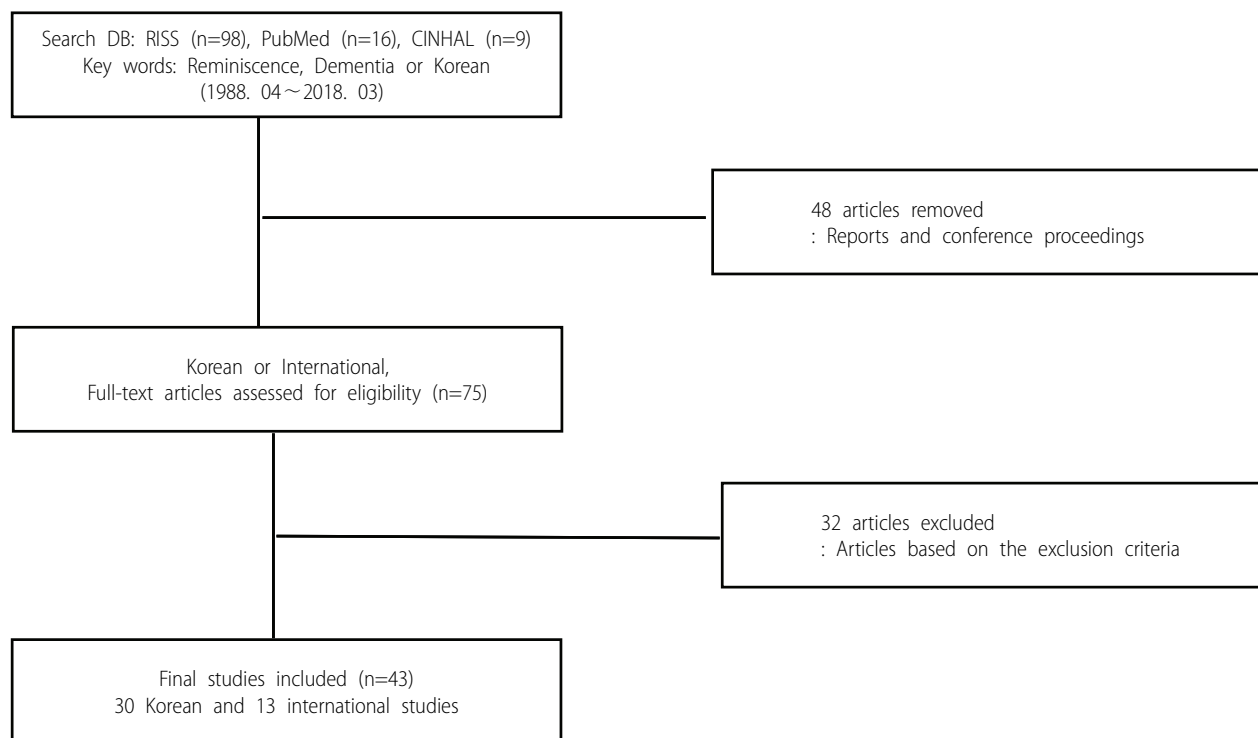 Search DB: RISS (n=98), PubMed (n=16), CINHAL (n=9)
Key words: Reminiscence, Dementia or Korean
(1988. 04～2018. 03)
48 articles removed
: Reports and conference proceedings
Korean or International,
Full-text articles assessed for eligibility (n=75)
32 articles excluded
: Articles based on the exclusion criteria
Final studies included (n=43)
30 Korean and 13 international studies